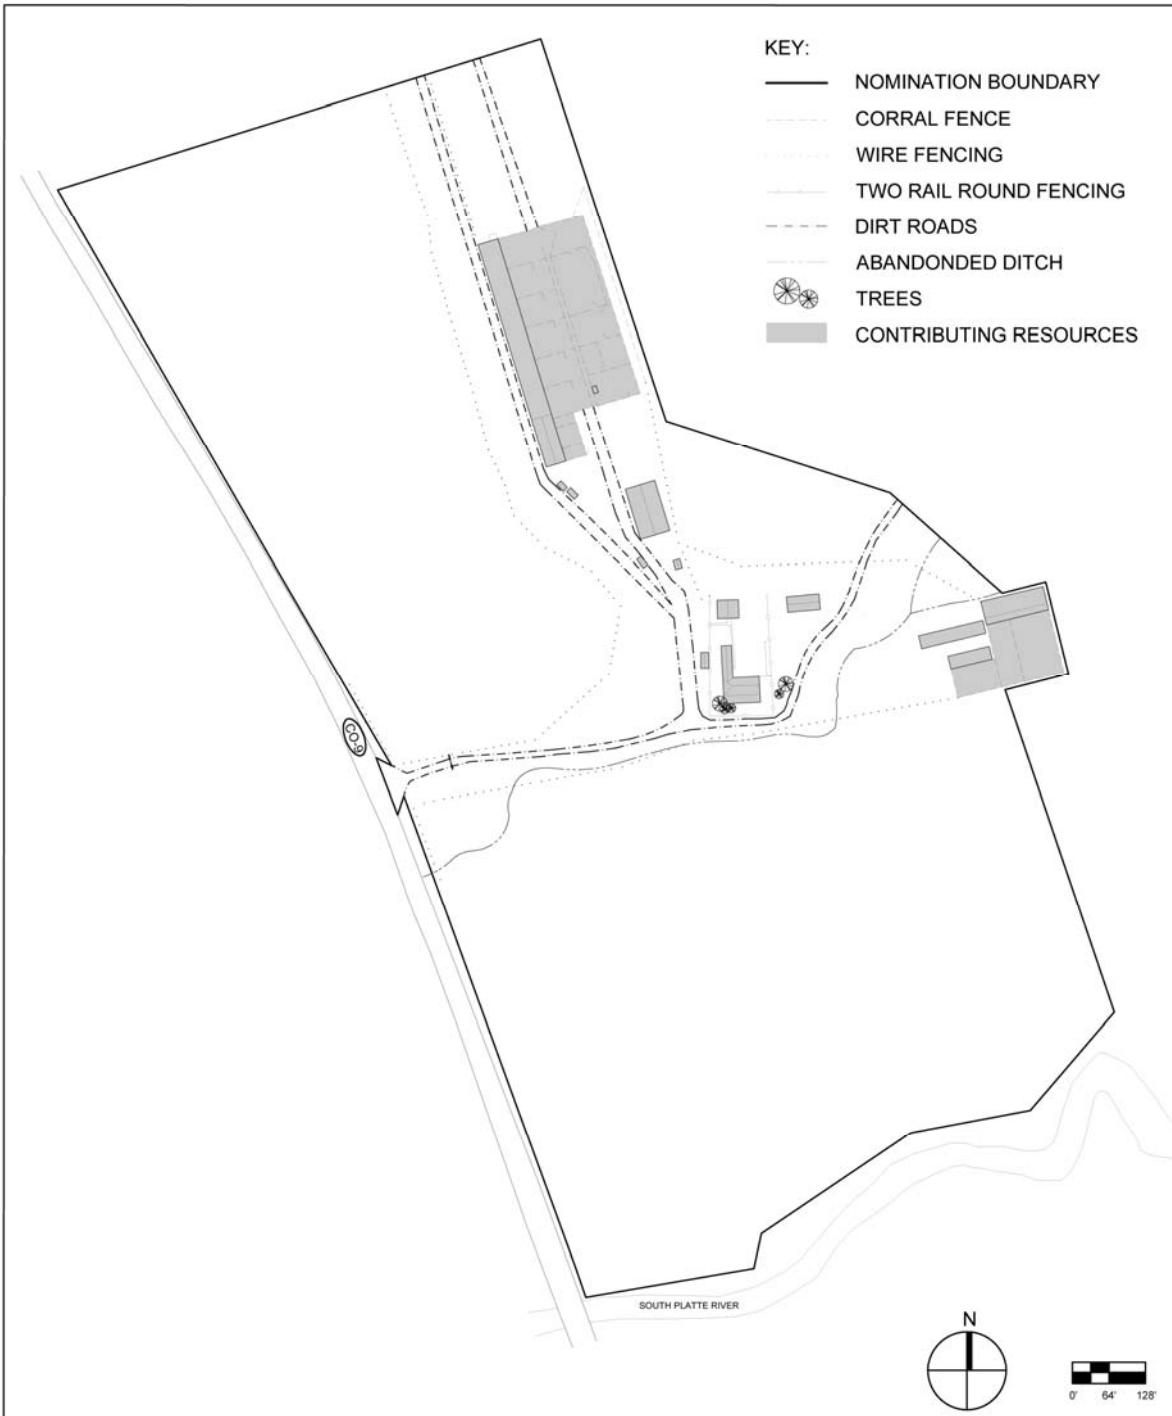 KEY:
NOMINATION BOUNDARY
CORRAL FENCE
WIRE FENCING
TWO RAIL ROUND FENCING
DIRT ROADS
ABANDONDED DITCH
TREES
CONTRIBUTING RESOURCES
CO-9
SOUTH PLATTE RIVER
N
0' 64' 128'